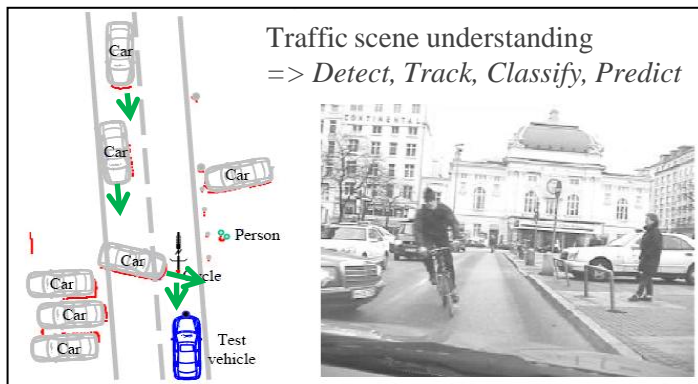 Traffic scene understanding
=> Detect, Track, Classify, Predict
Car
Car
Car
Person
Car
Car
Car
Car
Test
vehicle
CONTINENTAL